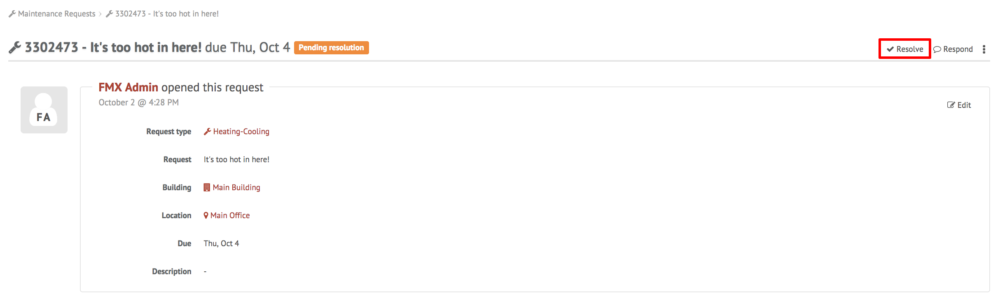 Maintenance Requests › 3302473 - It's too hot in here!
3302473 - It's too hot in here! due Thu, Oct 4 Pending resolution Resolve Respond
FMX Admin opened this request
October 2 @ 4:28 PM
Edit
FA
Request type Heating-Cooling
Request It's too hot in here!
Building Main Building
Location Main Office
Due Thu, Oct 4
Description -